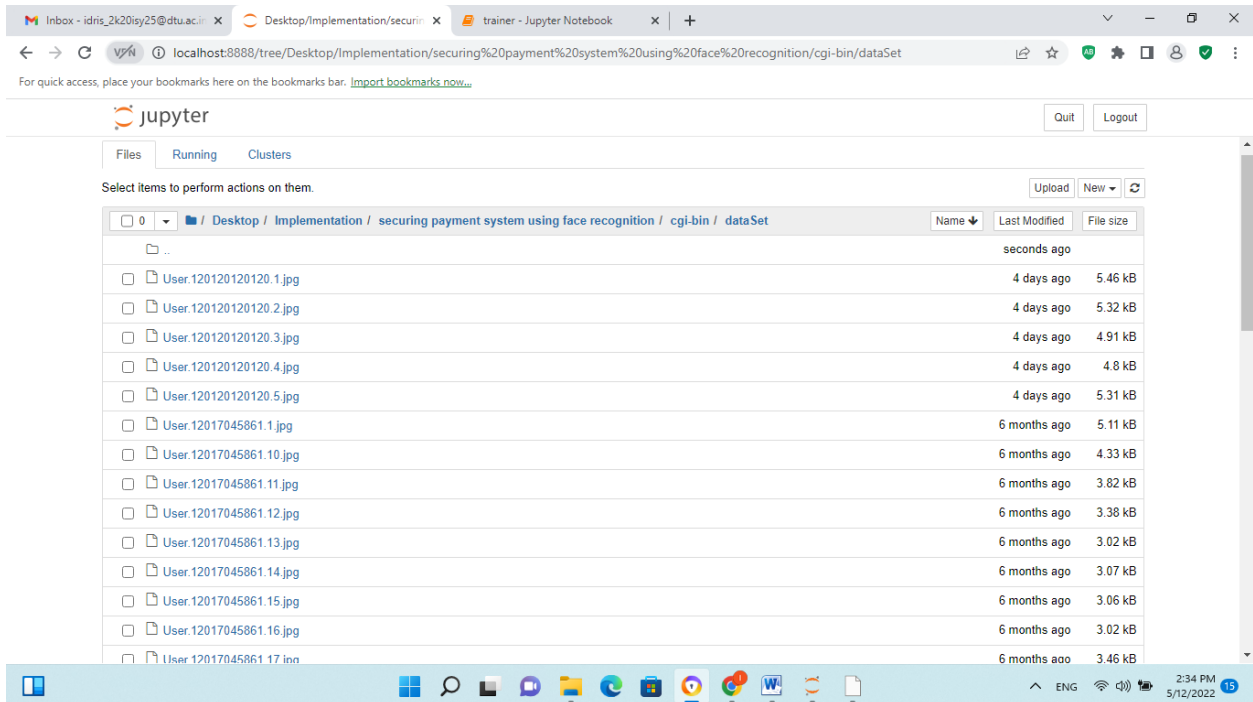 Inbox - idris_2k20isy25@dtu.ac.in Desktop/Implementation/securin trainer - Jupyter Notebook
VPN localhost:8888/tree/Desktop/Implementation/securing%20payment%20system%20using%20face%20recognition/cgi-bin/dataSet AB
For quick access, place your bookmarks here on the bookmarks bar. Import bookmarks now...
jupyter Quit Logout
Files Running Clusters
Select items to perform actions on them. Upload New
0 / Desktop / Implementation / securing payment system using face recognition / cgi-bin / dataSet Name Last Modified File size
.. seconds ago
User.120120120120.1.jpg 4 days ago 5.46 kB
User.120120120120.2.jpg 4 days ago 5.32 kB
User.120120120120.3.jpg 4 days ago 4.91 kB
User.120120120120.4.jpg 4 days ago 4.8 kB
User.120120120120.5.jpg 4 days ago 5.31 kB
User.12017045861.1.jpg 6 months ago 5.11 kB
User.12017045861.10.jpg 6 months ago 4.33 kB
User.12017045861.11.jpg 6 months ago 3.82 kB
User.12017045861.12.jpg 6 months ago 3.38 kB
User.12017045861.13.jpg 6 months ago 3.02 kB
User.12017045861.14.jpg 6 months ago 3.07 kB
User.12017045861.15.jpg 6 months ago 3.06 kB
User.12017045861.16.jpg 6 months ago 3.02 kB
User.12017045861.17.jpg 6 months ago 3.46 kB
W ENG 2:34 PM
5/12/2022 15